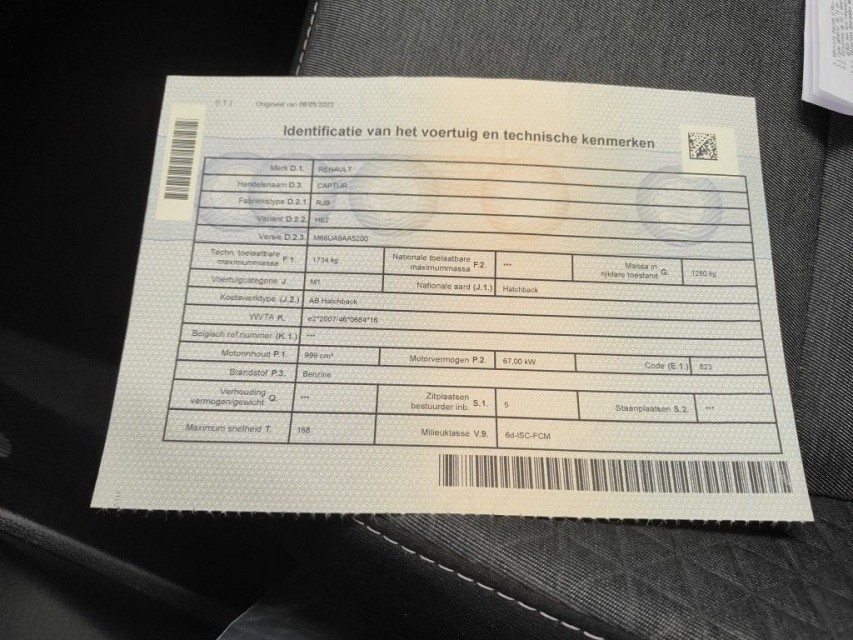 Origineel van 06/05/2022
Identificatie van het voertuig en technische kenmerken
Merk D.1. RENAULT
Handelsnaam D.3. CAPTUR
Fabriekstype D.2.1. RJB
Variant D.2.2. HE2
Versie D.2.3. M66UA9AA5200
Techn. toelaatbare maximummassa F.1. 1734 kg Nationale toelaatbare maximummassa F.2. --- Massa in rijklare toestand G. 1280 kg
Voertuigcategorie J. M1 Nationale aard (J.1.) Hatchback
Koetswerktype (J.2.) AB Hatchback
WVTA K. e2*2007/46*0684*16
Belgisch ref.nummer (K.1.) ---
Motorinhoud P.1. 999 cm³ Motorvermogen P.2. 67.00 kW Code (E.1.) 823
Brandstof P.3. Benzine
Verhouding vermogen/gewicht Q. --- Zitplaatsen bestuurder inb. S.1. 5 Staanplaatsen S.2. ---
Maximum snelheid T. 168 Milieuklasse V.9. 6d-ISC-FCM